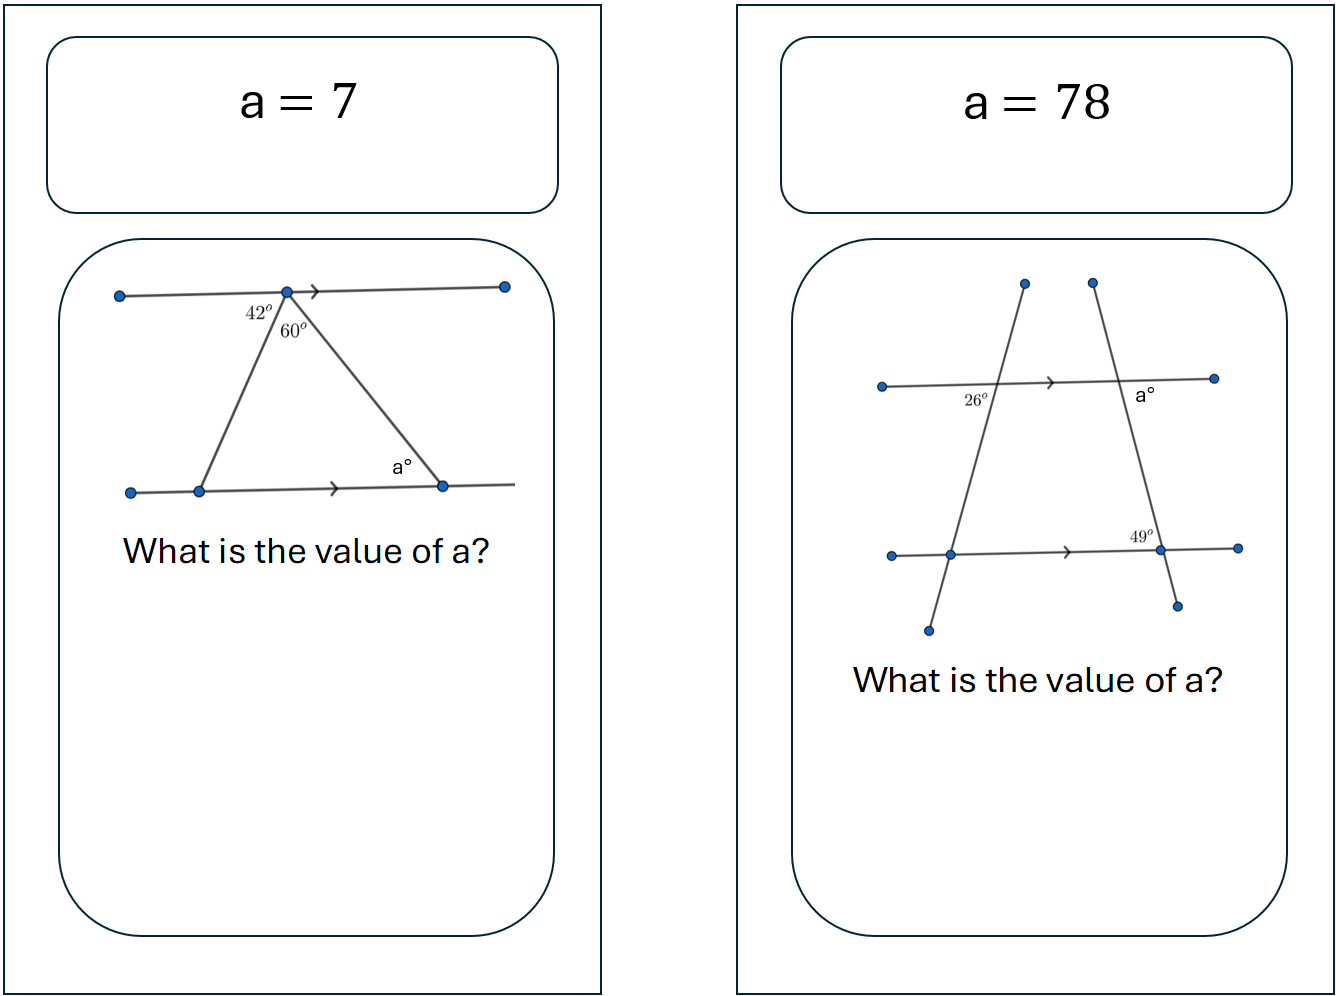 a = 7
42°
60°
a°
What is the value of a?
a = 78
26°
a°
49°
What is the value of a?